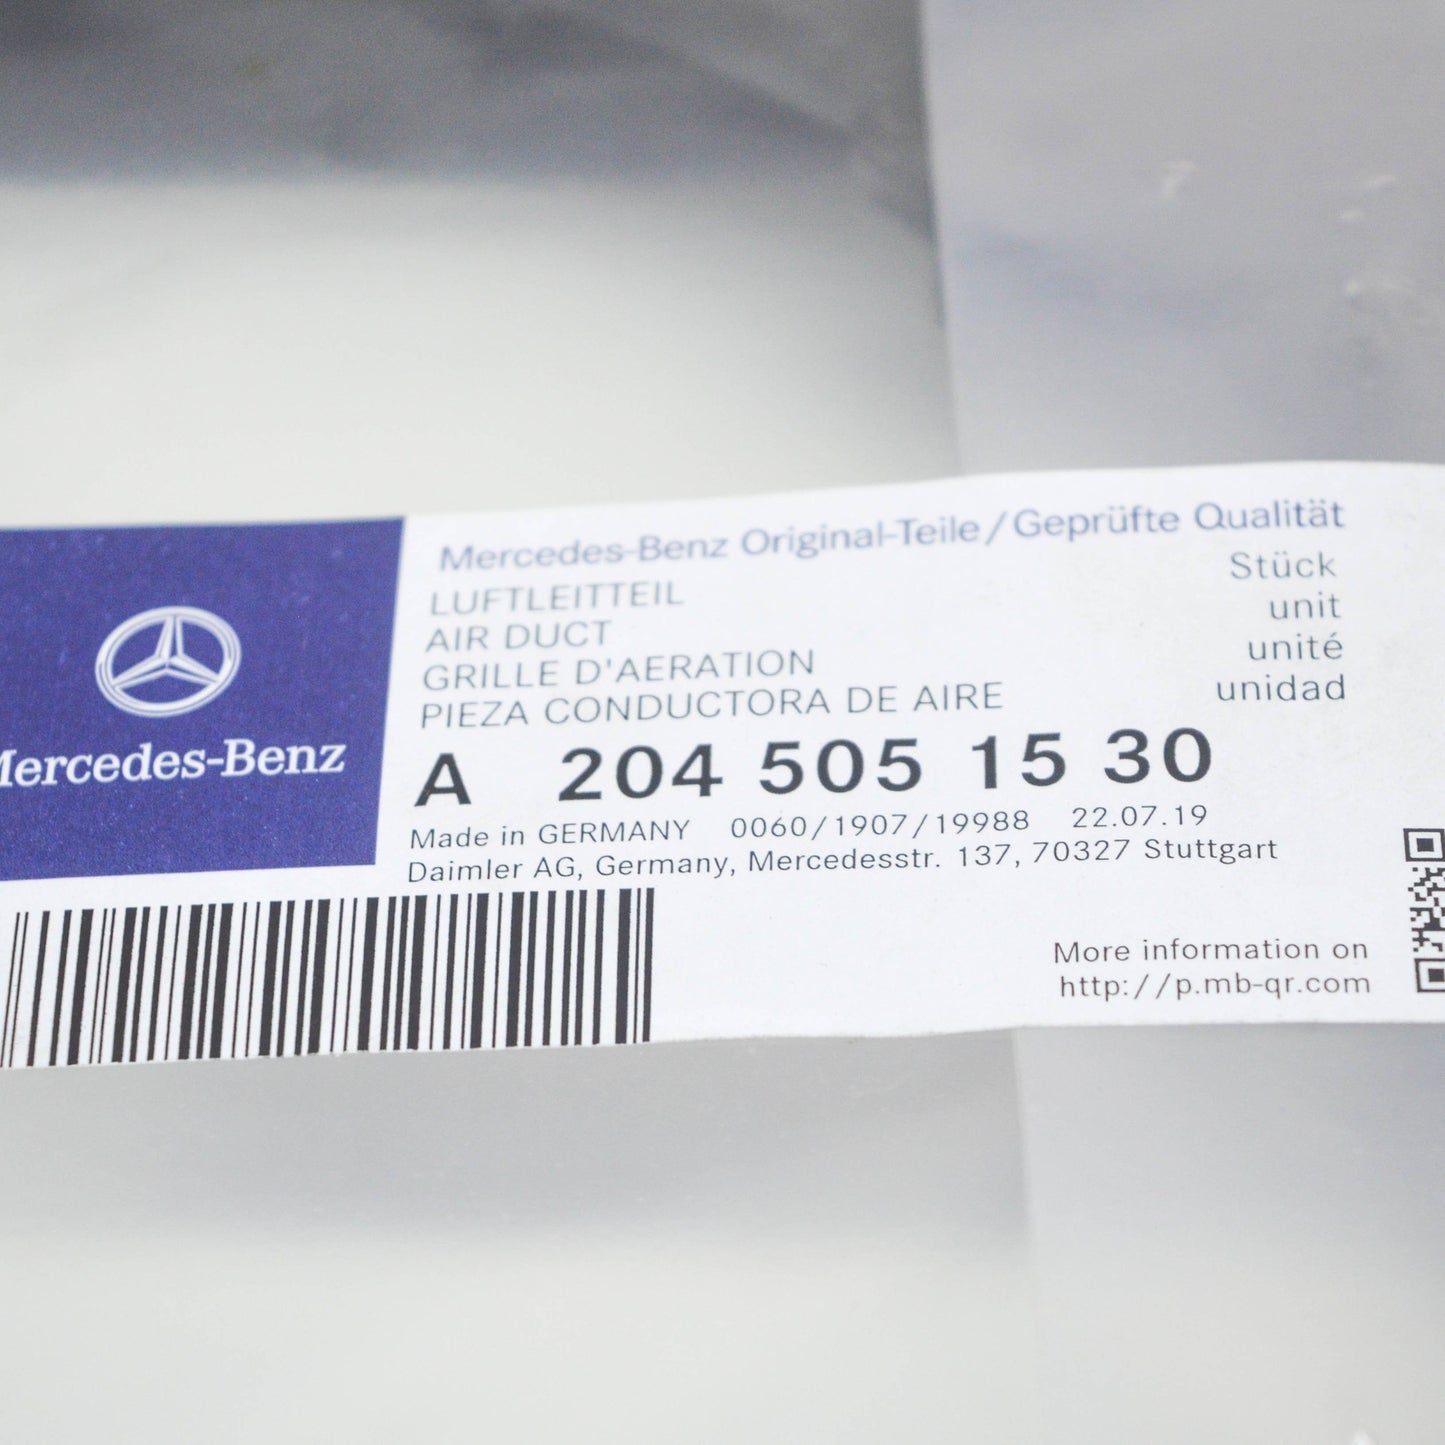 Mercedes-Benz
Mercedes-Benz Original-Teile/Geprüfte Qualität
LUFTLEITTEIL
Stück
AIR DUCT
unit
GRILLE D'AERATION
unité
PIEZA CONDUCTORA DE AIRE
unidad
A 204 505 15 30
Made in GERMANY 0060/1907/19988 22.07.19
Daimler AG, Germany, Mercedesstr. 137, 70327 Stuttgart
More information on
http://p.mb-qr.com